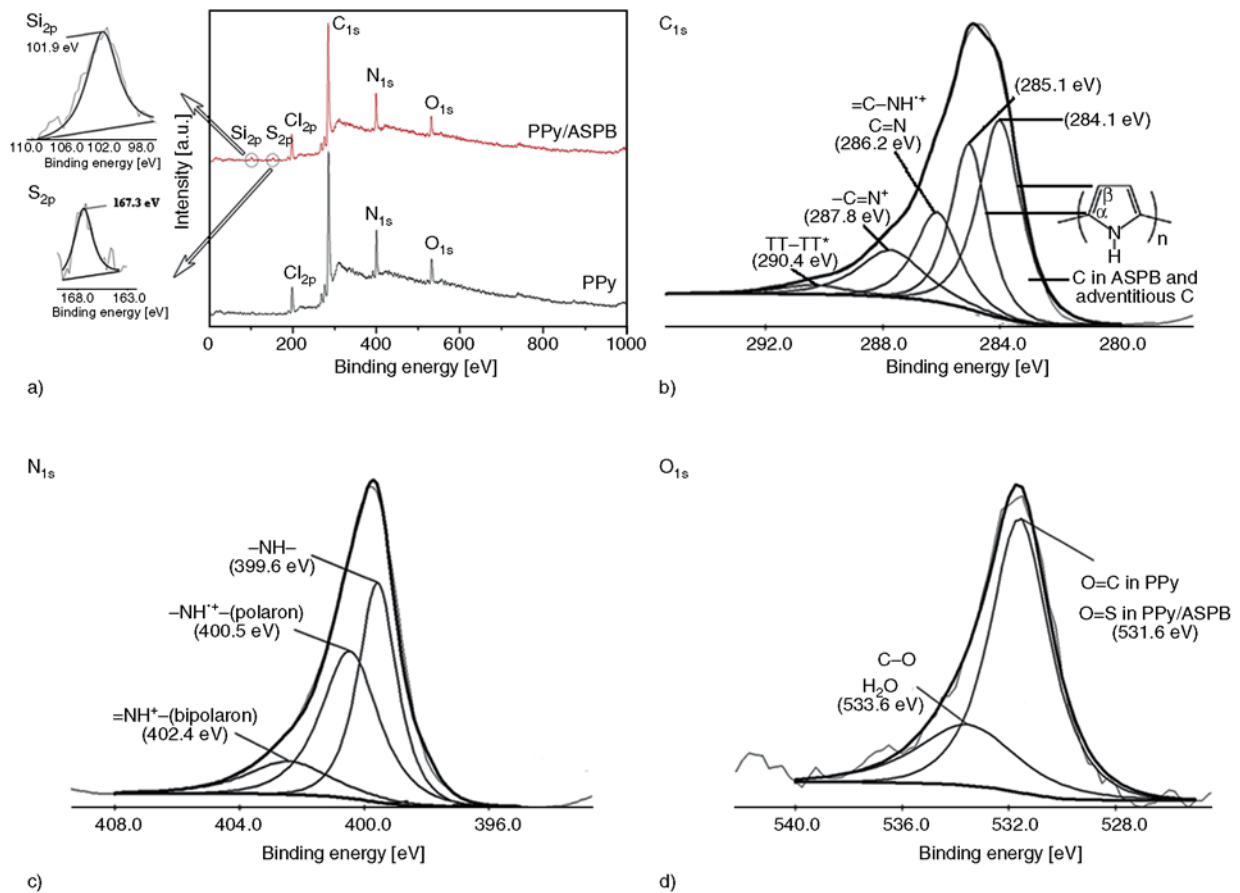 Si2p
101.9 eV
110.0 106.0 102.0 98.0
Binding energy [eV]
S2p
167.3 eV
168.0 163.0
Binding energy [eV]
Intensity [a.u.]
C1s
N1s
O1s
Cl2p
Si2p
S2p
PPy/ASPB
N1s
O1s
Cl2p
PPy
0 200 400 600 800 1000
Binding energy [eV]
a)
C1s
(285.1 eV)
(284.1 eV)
=C–NH·+
C=N
(286.2 eV)
–C=N+
(287.8 eV)
TT–TT*
(290.4 eV)
β
α
N
H
n
C in ASPB and
adventitious C
292.0 288.0 284.0 280.0
Binding energy [eV]
b)
N1s
–NH–
(399.6 eV)
–NH·+–(polaron)
(400.5 eV)
=NH+–(bipolaron)
(402.4 eV)
408.0 404.0 400.0 396.0
Binding energy [eV]
c)
O1s
O=C in PPy
O=S in PPy/ASPB
(531.6 eV)
C–O
H2O
(533.6 eV)
540.0 536.0 532.0 528.0
Binding energy [eV]
d)